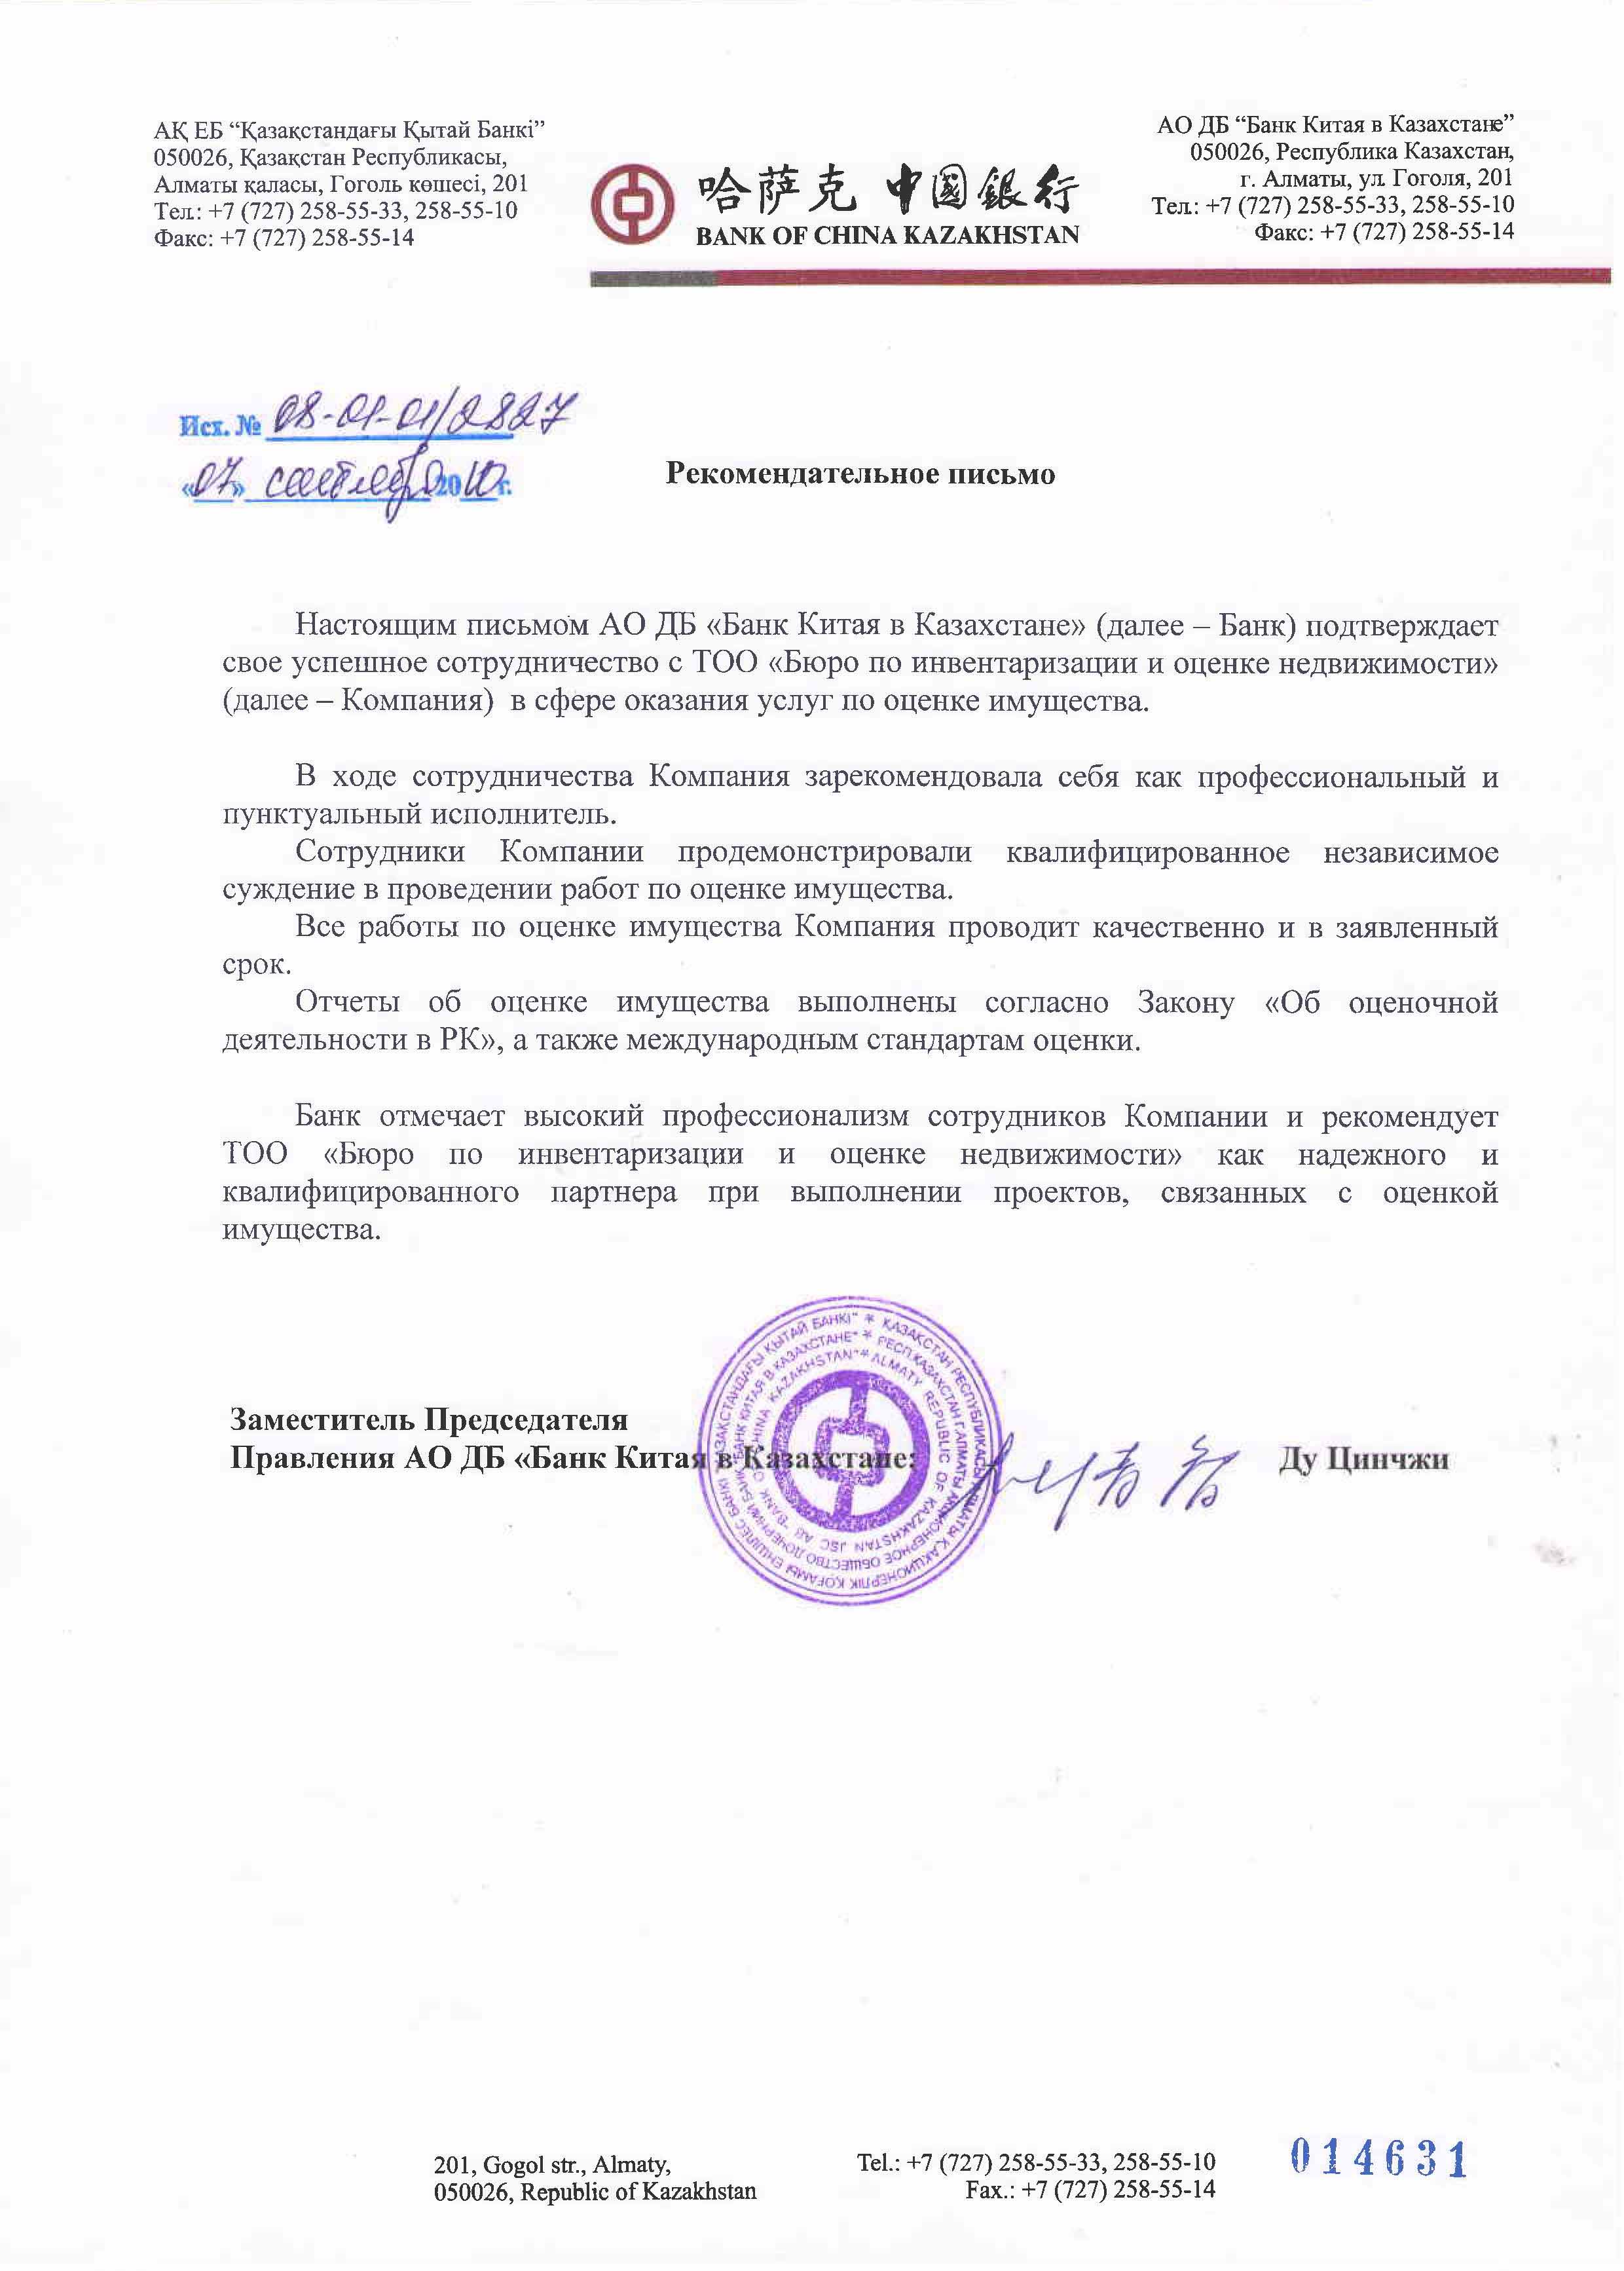 АҚ ЕБ “Қазақстандағы Қытай Банкі”
050026, Қазақстан Республикасы,
Алматы қаласы, Гоголь көшесі, 201
Тел.: +7 (727) 258-55-33, 258-55-10
Факс: +7 (727) 258-55-14
哈萨克 中國銀行
BANK OF CHINA KAZAKHSTAN
АО ДБ “Банк Китая в Казахстане”
050026, Республика Казахстан,
г. Алматы, ул. Гоголя, 201
Тел.: +7 (727) 258-55-33, 258-55-10
Факс: +7 (727) 258-55-14
Исх. № 08-01-01/2827
«07» сентября 2010 г.
Рекомендательное письмо
Настоящим письмом АО ДБ «Банк Китая в Казахстане» (далее – Банк) подтверждает
свое успешное сотрудничество с ТОО «Бюро по инвентаризации и оценке недвижимости»
(далее – Компания) в сфере оказания услуг по оценке имущества.
В ходе сотрудничества Компания зарекомендовала себя как профессиональный и
пунктуальный исполнитель.
Сотрудники Компании продемонстрировали квалифицированное независимое
суждение в проведении работ по оценке имущества.
Все работы по оценке имущества Компания проводит качественно и в заявленный
срок.
Отчеты об оценке имущества выполнены согласно Закону «Об оценочной
деятельности в РК», а также международным стандартам оценки.
Банк отмечает высокий профессионализм сотрудников Компании и рекомендует
ТОО «Бюро по инвентаризации и оценке недвижимости» как надежного и
квалифицированного партнера при выполнении проектов, связанных с оценкой
имущества.
Заместитель Председателя
Правления АО ДБ «Банк Китая в Казахстане:
Ду Цинчжи
ҚАЗАҚСТАН РЕСПУБЛИКАСЫ АЛМАТЫ Қ. АКЦИОНЕРЛІК ҚОҒАМЫ ЕНШІЛЕС БАНКІ "ҚАЗАҚСТАНДАҒЫ ҚЫТАЙ БАНКІ" *
РЕСП.КАЗАХСТАН Г.АЛМАТЫ АКЦИОНЕРНОЕ ОБЩЕСТВО ДОЧЕРНИЙ БАНК "БАНК КИТАЯ В КАЗАХСТАНЕ" *
ALMATY REPUBLIC OF KAZAKHSTAN JSC AB "BANK OF CHINA KAZAKHSTAN" *
201, Gogol str., Almaty,
050026, Republic of Kazakhstan
Tel.: +7 (727) 258-55-33, 258-55-10
Fax.: +7 (727) 258-55-14
014631